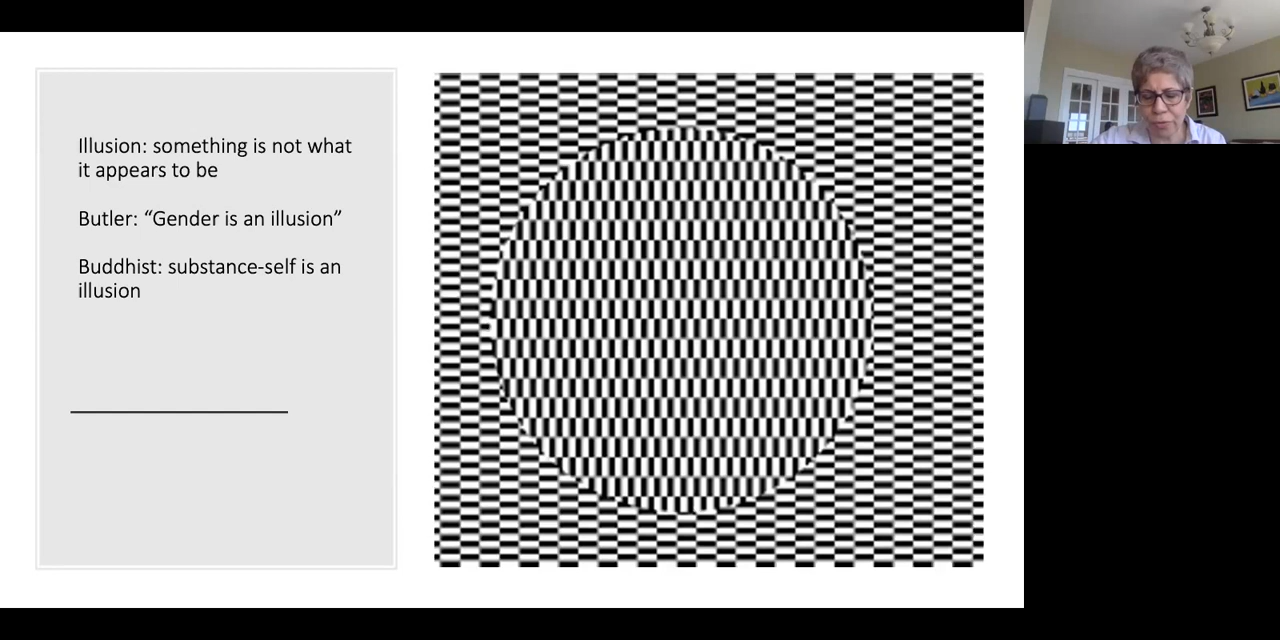 Illusion: something is not what
it appears to be
Butler: “Gender is an illusion”
Buddhist: substance-self is an
illusion